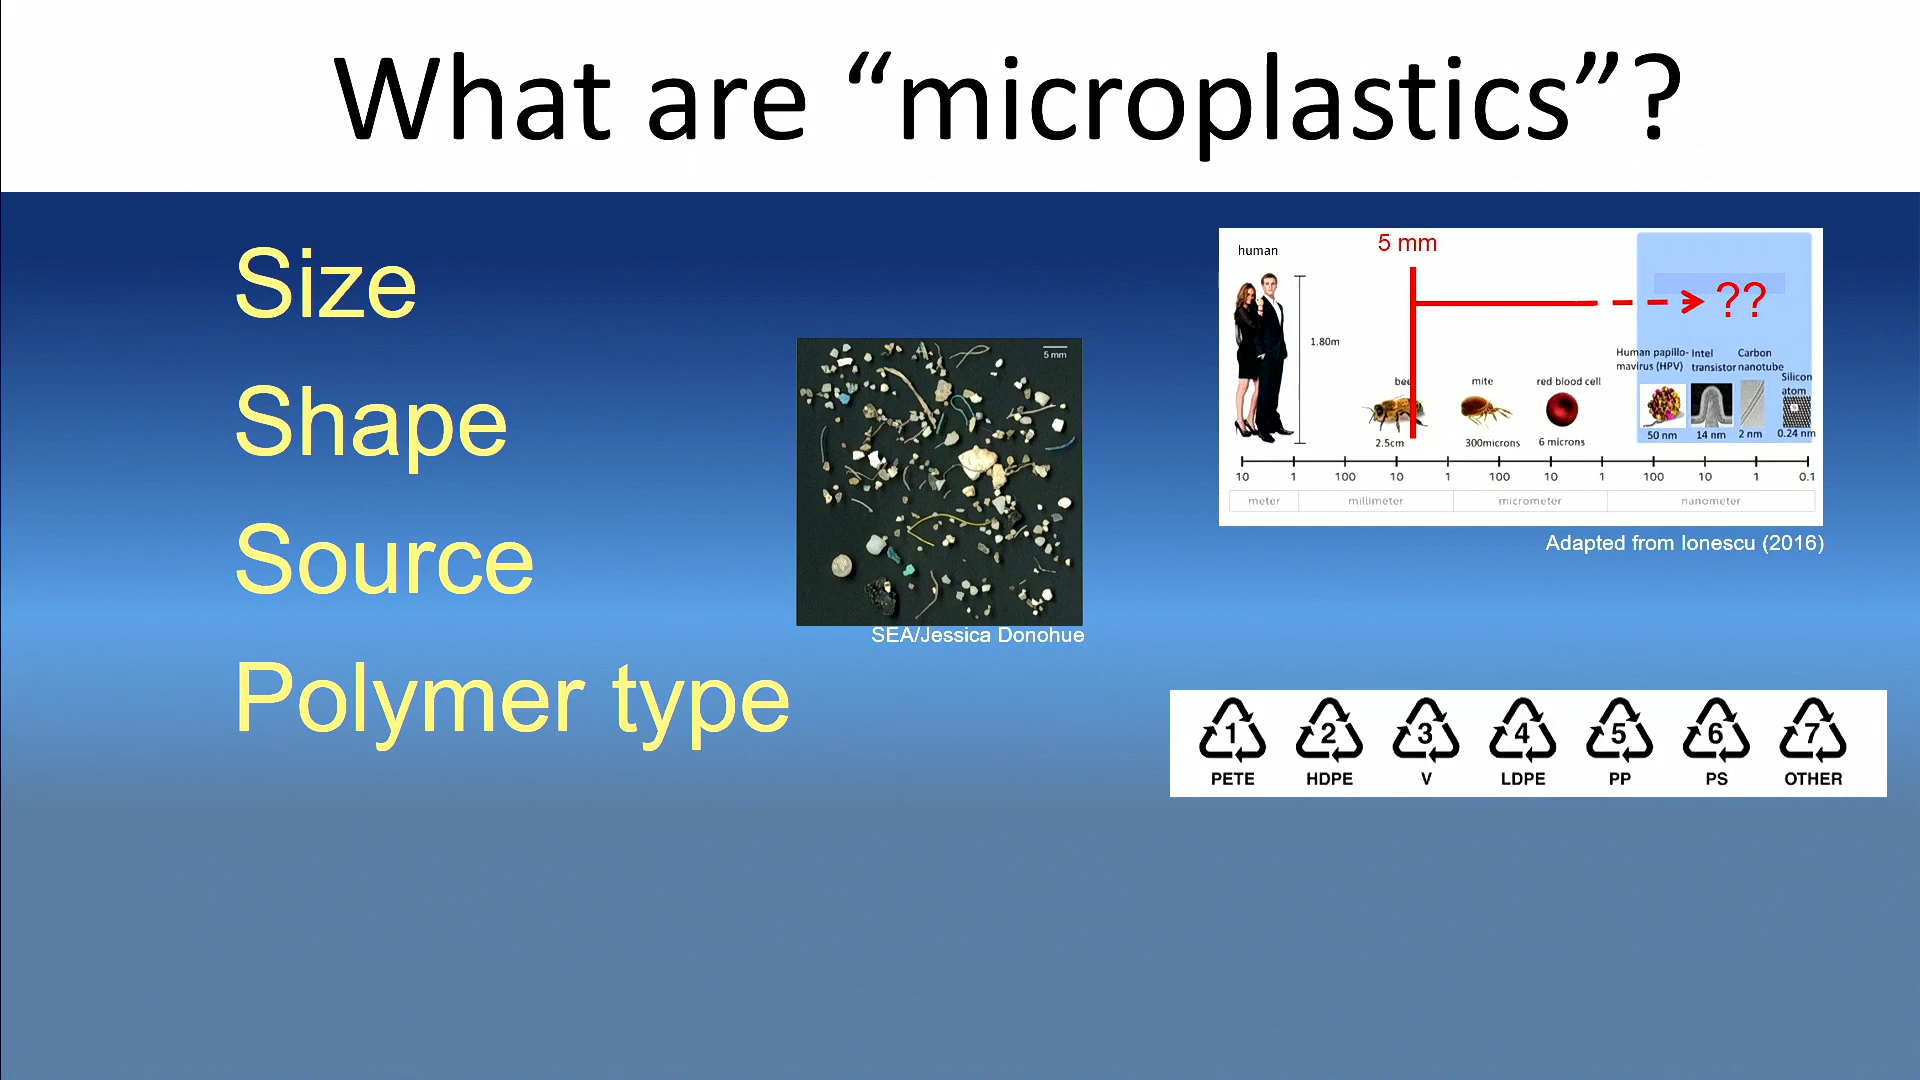 What are “microplastics”?
Size
Shape
Source
Polymer type
5 mm
SEA/Jessica Donohue
human
5 mm
??
1.80m
Human papillo- Intel Carbon
mavirus (HPV) transistor nanotube
Silicon
atom
bee mite red blood cell
2.5cm 300microns 6 microns 50 nm 14 nm 2 nm 0.24 nm
10 1 100 10 1 100 10 1 100 10 1 0.1
meter millimeter micrometer nanometer
Adapted from Ionescu (2016)
1 2 3 4 5 6 7
PETE HDPE V LDPE PP PS OTHER